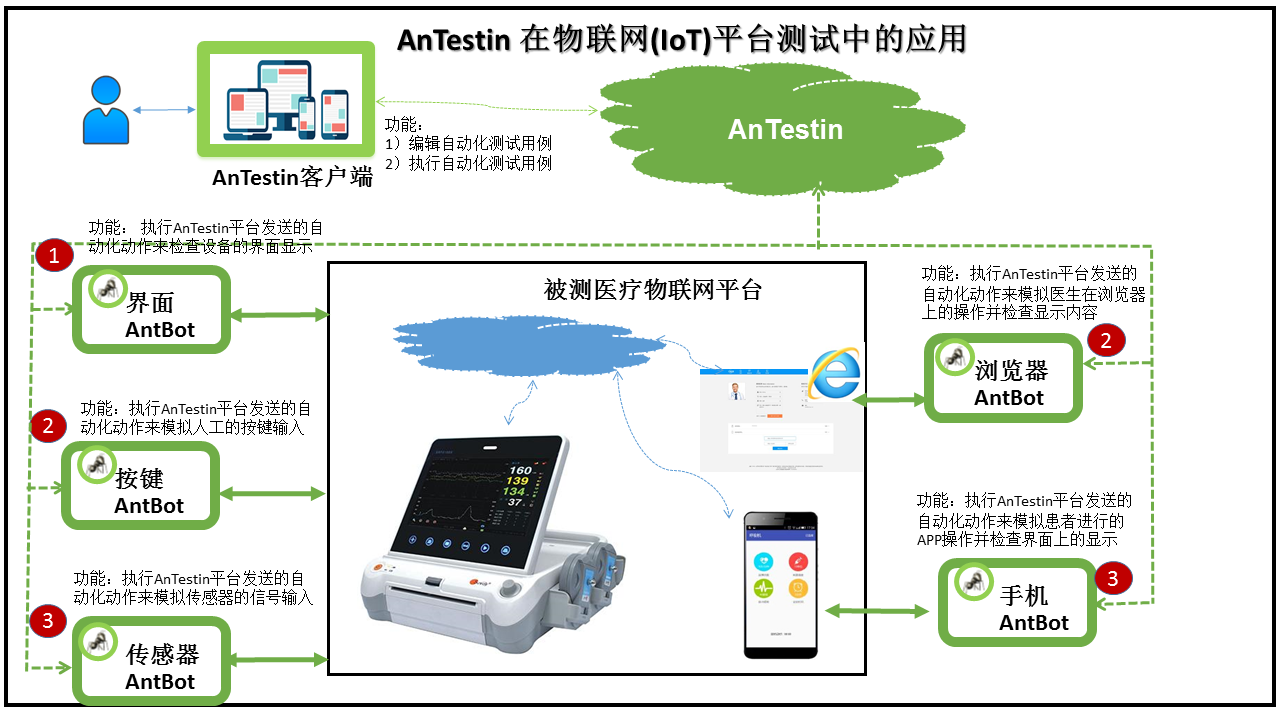 AnTestin 在物联网(IoT)平台测试中的应用
功能：
1）编辑自动化测试用例
2）执行自动化测试用例
AnTestin客户端
AnTestin
功能： 执行AnTestin平台发送的自
动化动作来检查设备的界面显示
1
界面
AntBot
功能：执行AnTestin平台发送的自
动化动作来模拟人工的按键输入
2
按键
AntBot
功能：执行AnTestin平台发送的自
动化动作来模拟传感器的信号输入
3
传感器
AntBot
被测医疗物联网平台
160
139
134
37
功能：执行AnTestin平台发送的
自动化动作来模拟医生在浏览器
上的操作并检查显示内容
2
浏览器
AntBot
功能：执行AnTestin平台发送的
自动化动作来模拟患者进行的
APP操作并检查界面上的显示
3
手机
AntBot